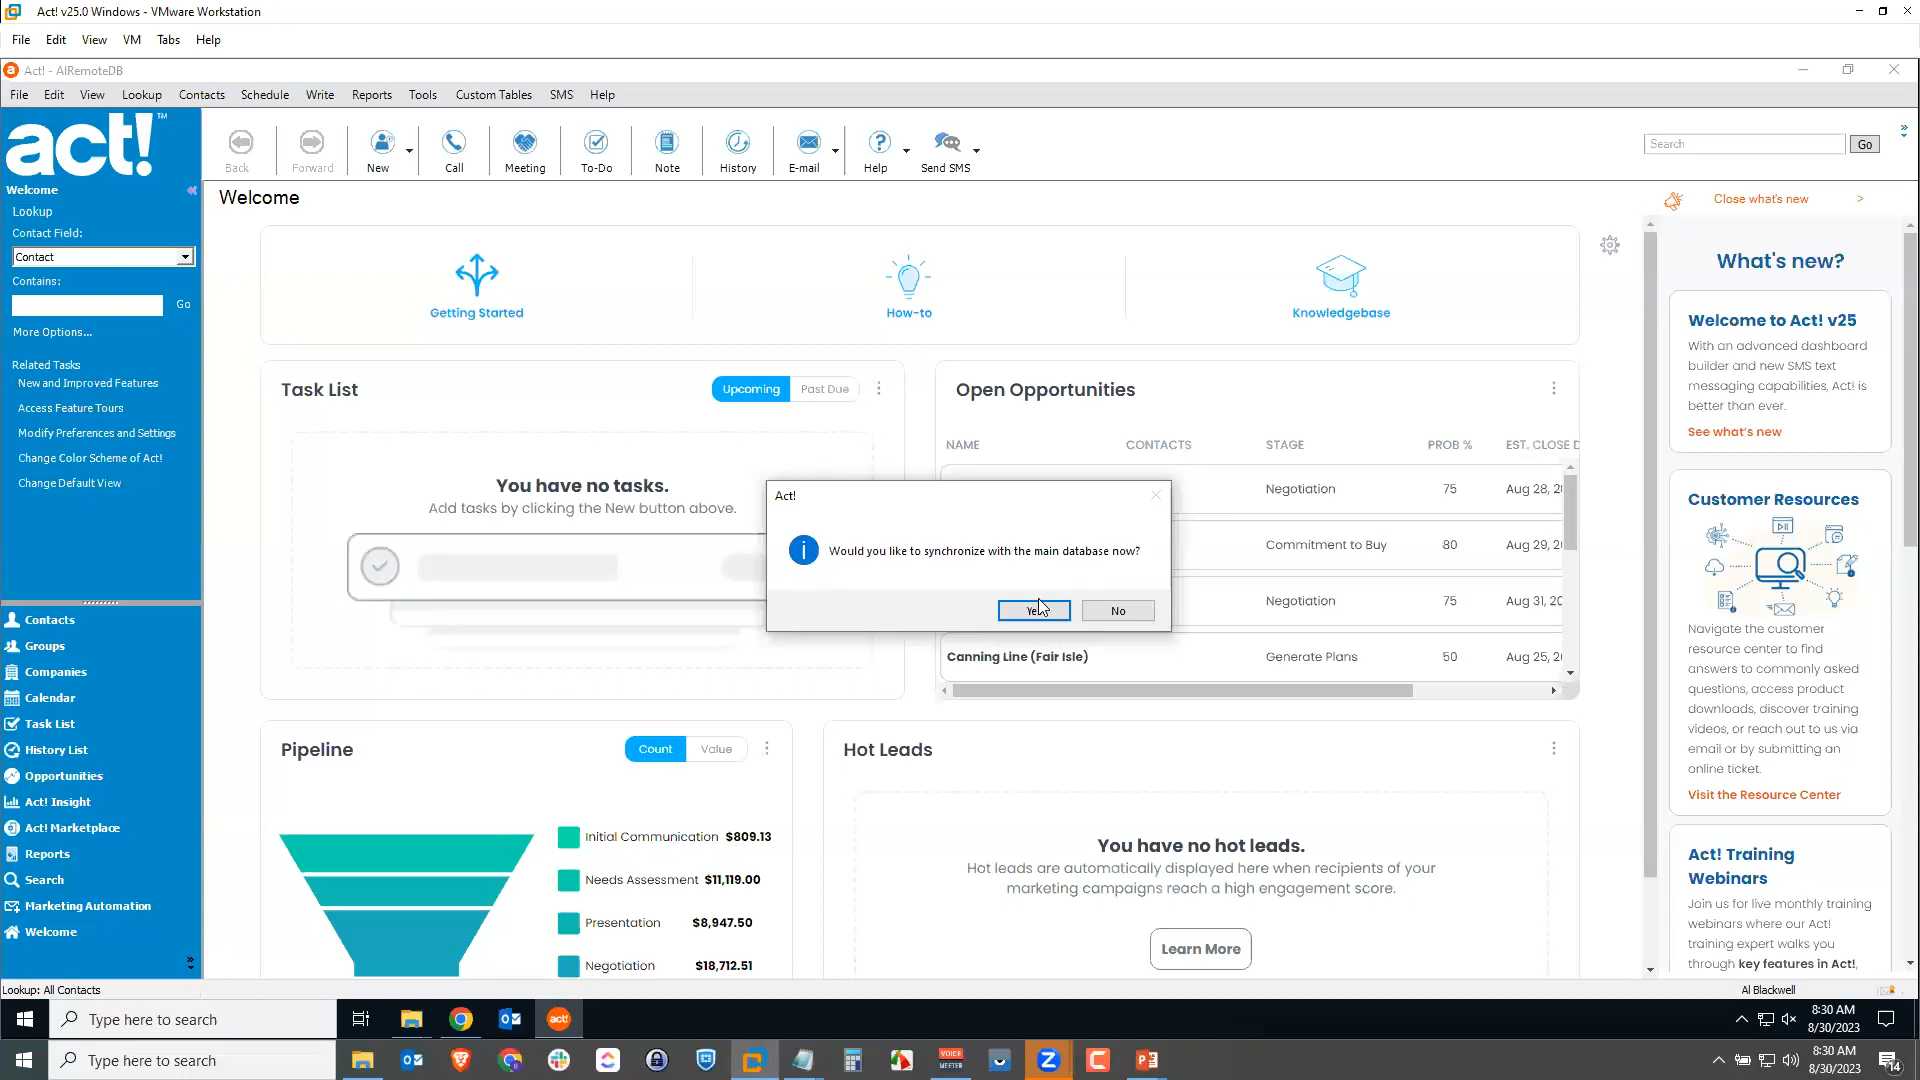 Act! v25.0 Windows - VMware Workstation
File Edit View VM Tabs Help
Act! - AIRemoteDB
File Edit View Lookup Contacts Schedule Write Reports Tools Custom Tables SMS Help
act!™
Back Forward New Call Meeting To-Do Note History E-mail Help Send SMS
Search Go
Welcome
Lookup
Contact Field:
Contact
Contains:
Go
More Options...
Related Tasks
New and Improved Features
Access Feature Tours
Modify Preferences and Settings
Change Color Scheme of Act!
Change Default View
Contacts
Groups
Companies
Calendar
Task List
History List
Opportunities
Act! Insight
Act! Marketplace
Reports
Search
Marketing Automation
Welcome
Welcome
Getting Started How-to Knowledgebase
Task List Upcoming Past Due
You have no tasks.
Add tasks by clicking the New button above.
Open Opportunities
NAME CONTACTS STAGE PROB % EST. CLOSE D
Negotiation 75 Aug 28, 2
Commitment to Buy 80 Aug 29, 2
Negotiation 75 Aug 31, 20
Canning Line (Fair Isle) Generate Plans 50 Aug 25, 2
Act!
Would you like to synchronize with the main database now?
No
Pipeline Count Value
Initial Communication $809.13
Needs Assessment $11,119.00
Presentation $8,947.50
Negotiation $18,712.51
Hot Leads
You have no hot leads.
Hot leads are automatically displayed here when recipients of your
marketing campaigns reach a high engagement score.
Learn More
Close what's new >
What's new?
Welcome to Act! v25
With an advanced dashboard
builder and new SMS text
messaging capabilities, Act! is
better than ever.
See what's new
Customer Resources
Navigate the customer
resource center to find
answers to commonly asked
questions, access product
downloads, discover training
videos, or reach out to us via
email or by submitting an
online ticket.
Visit the Resource Center
Act! Training
Webinars
Join us for live monthly training
webinars where our Act!
training expert walks you
through key features in Act!,
Lookup: All Contacts
Al Blackwell
Type here to search
act!
8:30 AM
8/30/2023
Type here to search
VOICE
MEETER
8:30 AM
8/30/2023
14